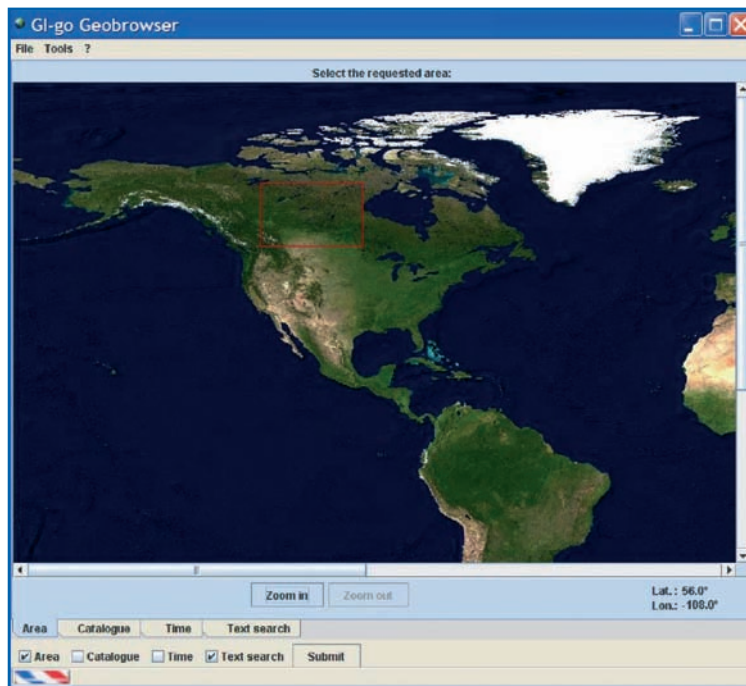 GI-go Geobrowser
File Tools ?
Select the requested area:
Zoom in Zoom out
Lat.: 56.0°
Lon.: -108.0°
Area Catalogue Time Text search
Area Catalogue Time Text search Submit